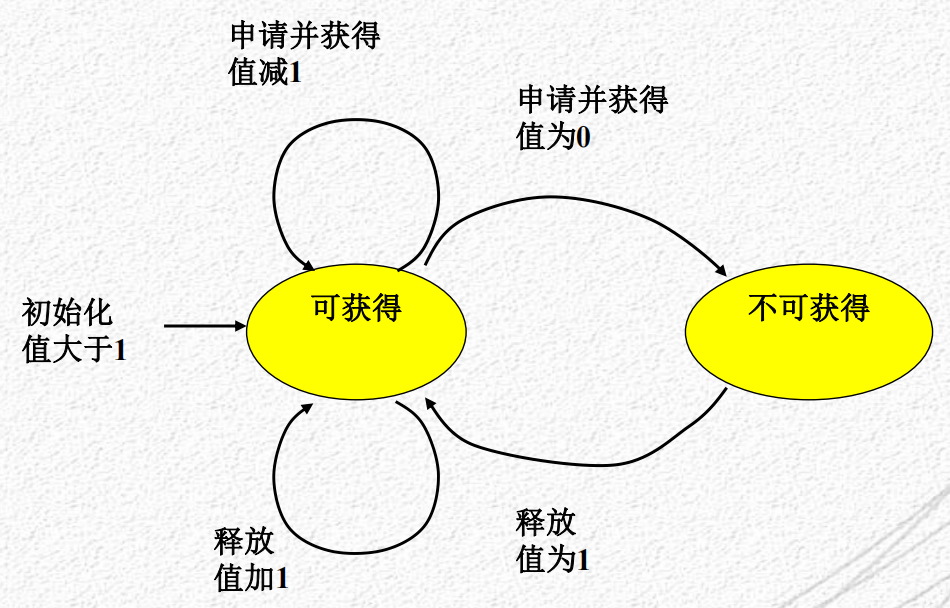 申请并获得
值减1
申请并获得
值为0
初始化
值大于1
可获得
不可获得
释放
值加1
释放
值为1